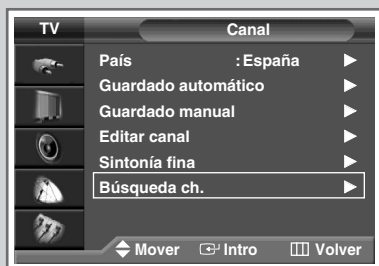 TV Canal
País : España
Guardado automático
Guardado manual
Editar canal
Sintonía fina
Búsqueda ch.
Mover Intro Volver